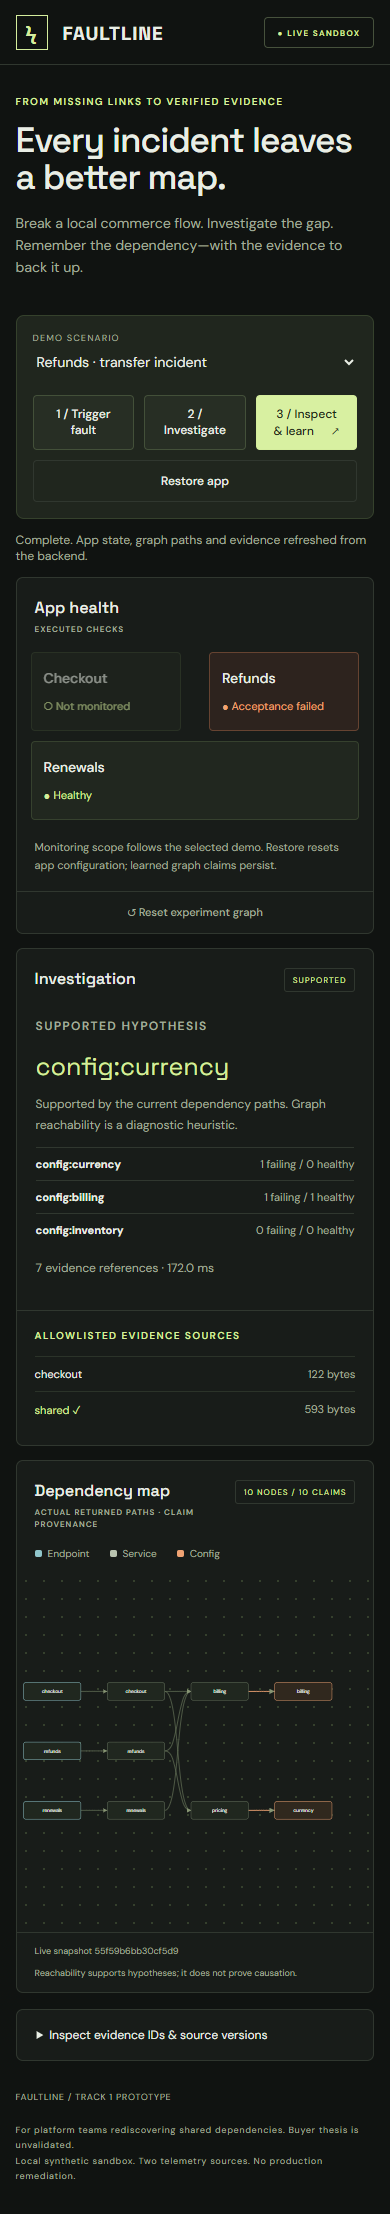 FAULTLINE
● LIVE SANDBOX
FROM MISSING LINKS TO VERIFIED EVIDENCE
Every incident leaves
a better map.
Break a local commerce flow. Investigate the gap.
Remember the dependency—with the evidence to
back it up.
DEMO SCENARIO
Refunds · transfer incident
1 / Trigger
fault
2 /
Investigate
3 / Inspect
& learn ↗
Restore app
Complete. App state, graph paths and evidence refreshed from
the backend.
App health
EXECUTED CHECKS
Checkout
○ Not monitored
Refunds
● Acceptance failed
Renewals
● Healthy
Monitoring scope follows the selected demo. Restore resets
app configuration; learned graph claims persist.
↺ Reset experiment graph
Investigation
SUPPORTED
SUPPORTED HYPOTHESIS
config:currency
Supported by the current dependency paths. Graph
reachability is a diagnostic heuristic.
config:currency 1 failing / 0 healthy
config:billing 1 failing / 1 healthy
config:inventory 0 failing / 0 healthy
7 evidence references · 172.0 ms
ALLOWLISTED EVIDENCE SOURCES
checkout 122 bytes
shared ✓ 593 bytes
Dependency map
10 NODES / 10 CLAIMS
ACTUAL RETURNED PATHS · CLAIM
PROVENANCE
Endpoint Service Config
checkout checkout billing billing
refunds refunds
renewals renewals pricing currency
Live snapshot 55f59b6bb30cf5d9
Reachability supports hypotheses; it does not prove causation.
▶ Inspect evidence IDs & source versions
FAULTLINE / TRACK 1 PROTOTYPE
For platform teams rediscovering shared dependencies. Buyer thesis is
unvalidated.
Local synthetic sandbox. Two telemetry sources. No production
remediation.